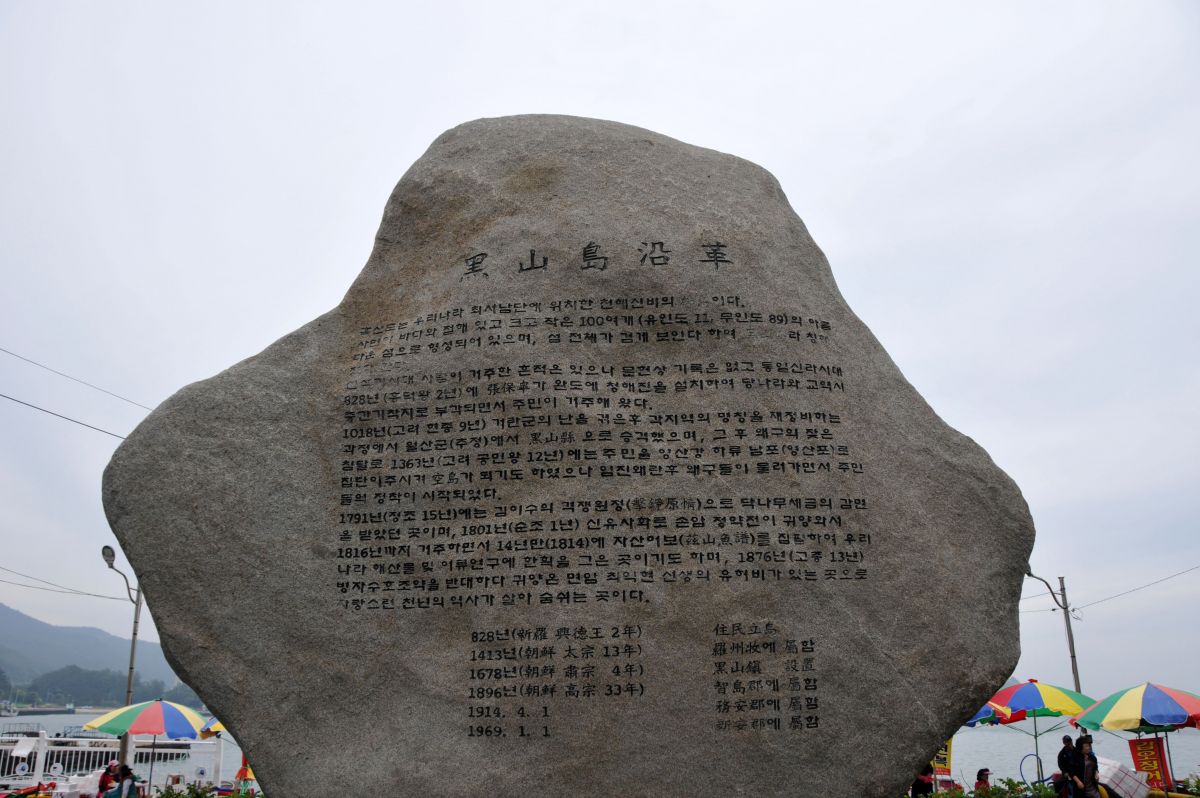 黑山島沿革
흑산도는 우리나라 최서남단에 위치한 천해신비의 이다.
사면이 바다와 접해 있고 크고 작은 100여개(유인도 11, 무인도 89)의 아름
다운 섬으로 형성되어 있으며, 섬 전체가 검게 보인다 하여 라 칭하
사람이 거주한 흔적은 있으나 문헌상 기록은 없고 통일신라시대
828년(흥덕왕 2년)에 張保皐가 완도에 청해진을 설치하여 당나라와 교역시
중간기착지로 부각되면서 주민이 거주해 왔다.
1018년(고려 현종 9년) 거란군의 난을 겪은후 각지역의 명칭을 재정비하는
과정에서 월산군(주정)에서 黑山縣 으로 승격했으며, 그 후 왜구의 잦은
침탈로 1363년(고려 공민왕 12년)에는 주민을 영산강 하류 남포(영산포)로
집단이주시켜 空島가 되기도 하였으나 임진왜란후 왜구들이 물러가면서 주민
들의 정착이 시작되었다.
1791년(정조 15년)에는 김이수의 격쟁원정(擊錚原情)으로 닥나무세금의 감면
을 받았던 곳이며, 1801년(순조 1년) 신유사화로 손암 정약전이 귀양와서
1816년까지 거주하면서 14년만(1814)에 자산어보(玆山魚譜)를 집필하여 우리
나라 해산물 및 어류연구에 한획을 그은 곳이기도 하며, 1876년(고종 13년)
병자수호조약을 반대하다 귀양온 면암 최익현 선생의 유허비가 있는 곳으로
자랑스런 천년의 역사가 살아 숨쉬는 곳이다.
828년(新羅 興德王 2年) 住民立島
1413년(朝鮮 太宗 13年) 羅州牧에 屬함
1678년(朝鮮 肅宗 4年) 黑山鎭 設置
1896년(朝鮮 高宗 33年) 智島郡에 屬함
1914. 4. 1 務安郡에 屬함
1969. 1. 1 新安郡에 屬함